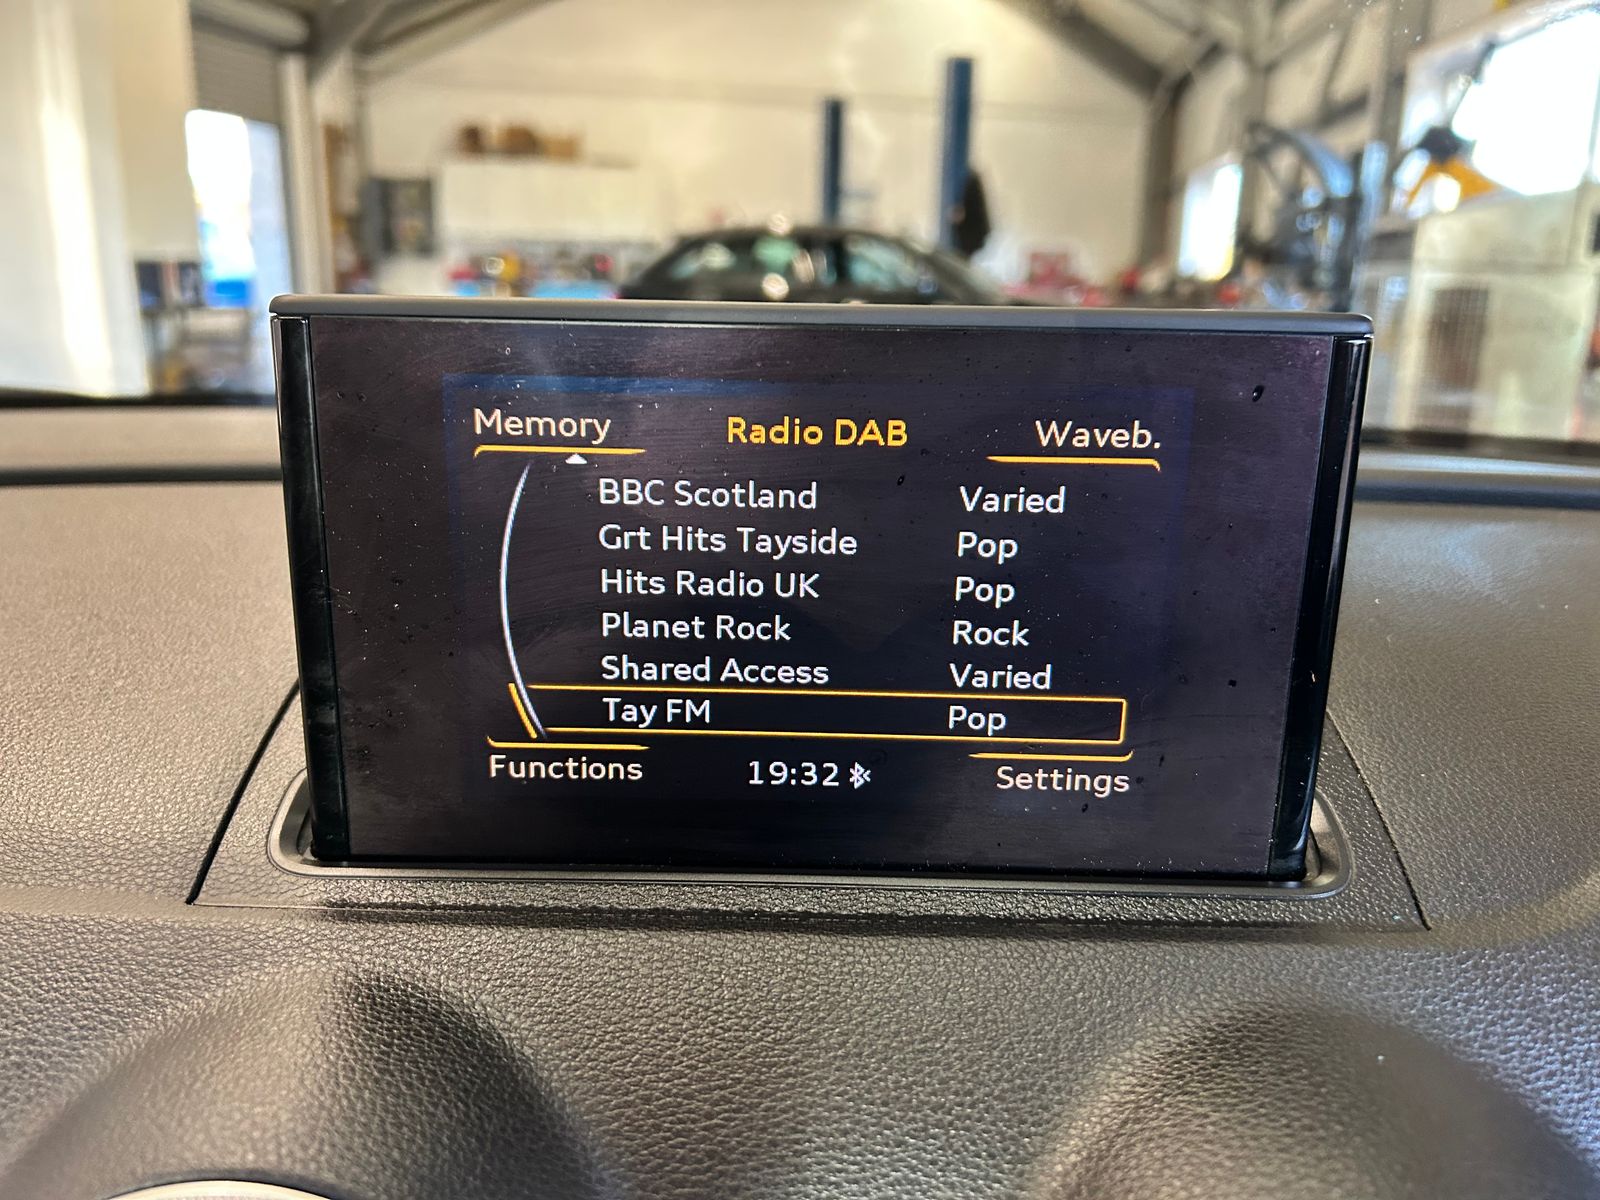 Memory Radio DAB Waveb.
BBC Scotland Varied
Grt Hits Tayside Pop
Hits Radio UK Pop
Planet Rock Rock
Shared Access Varied
Tay FM Pop
Functions 19:32 Settings